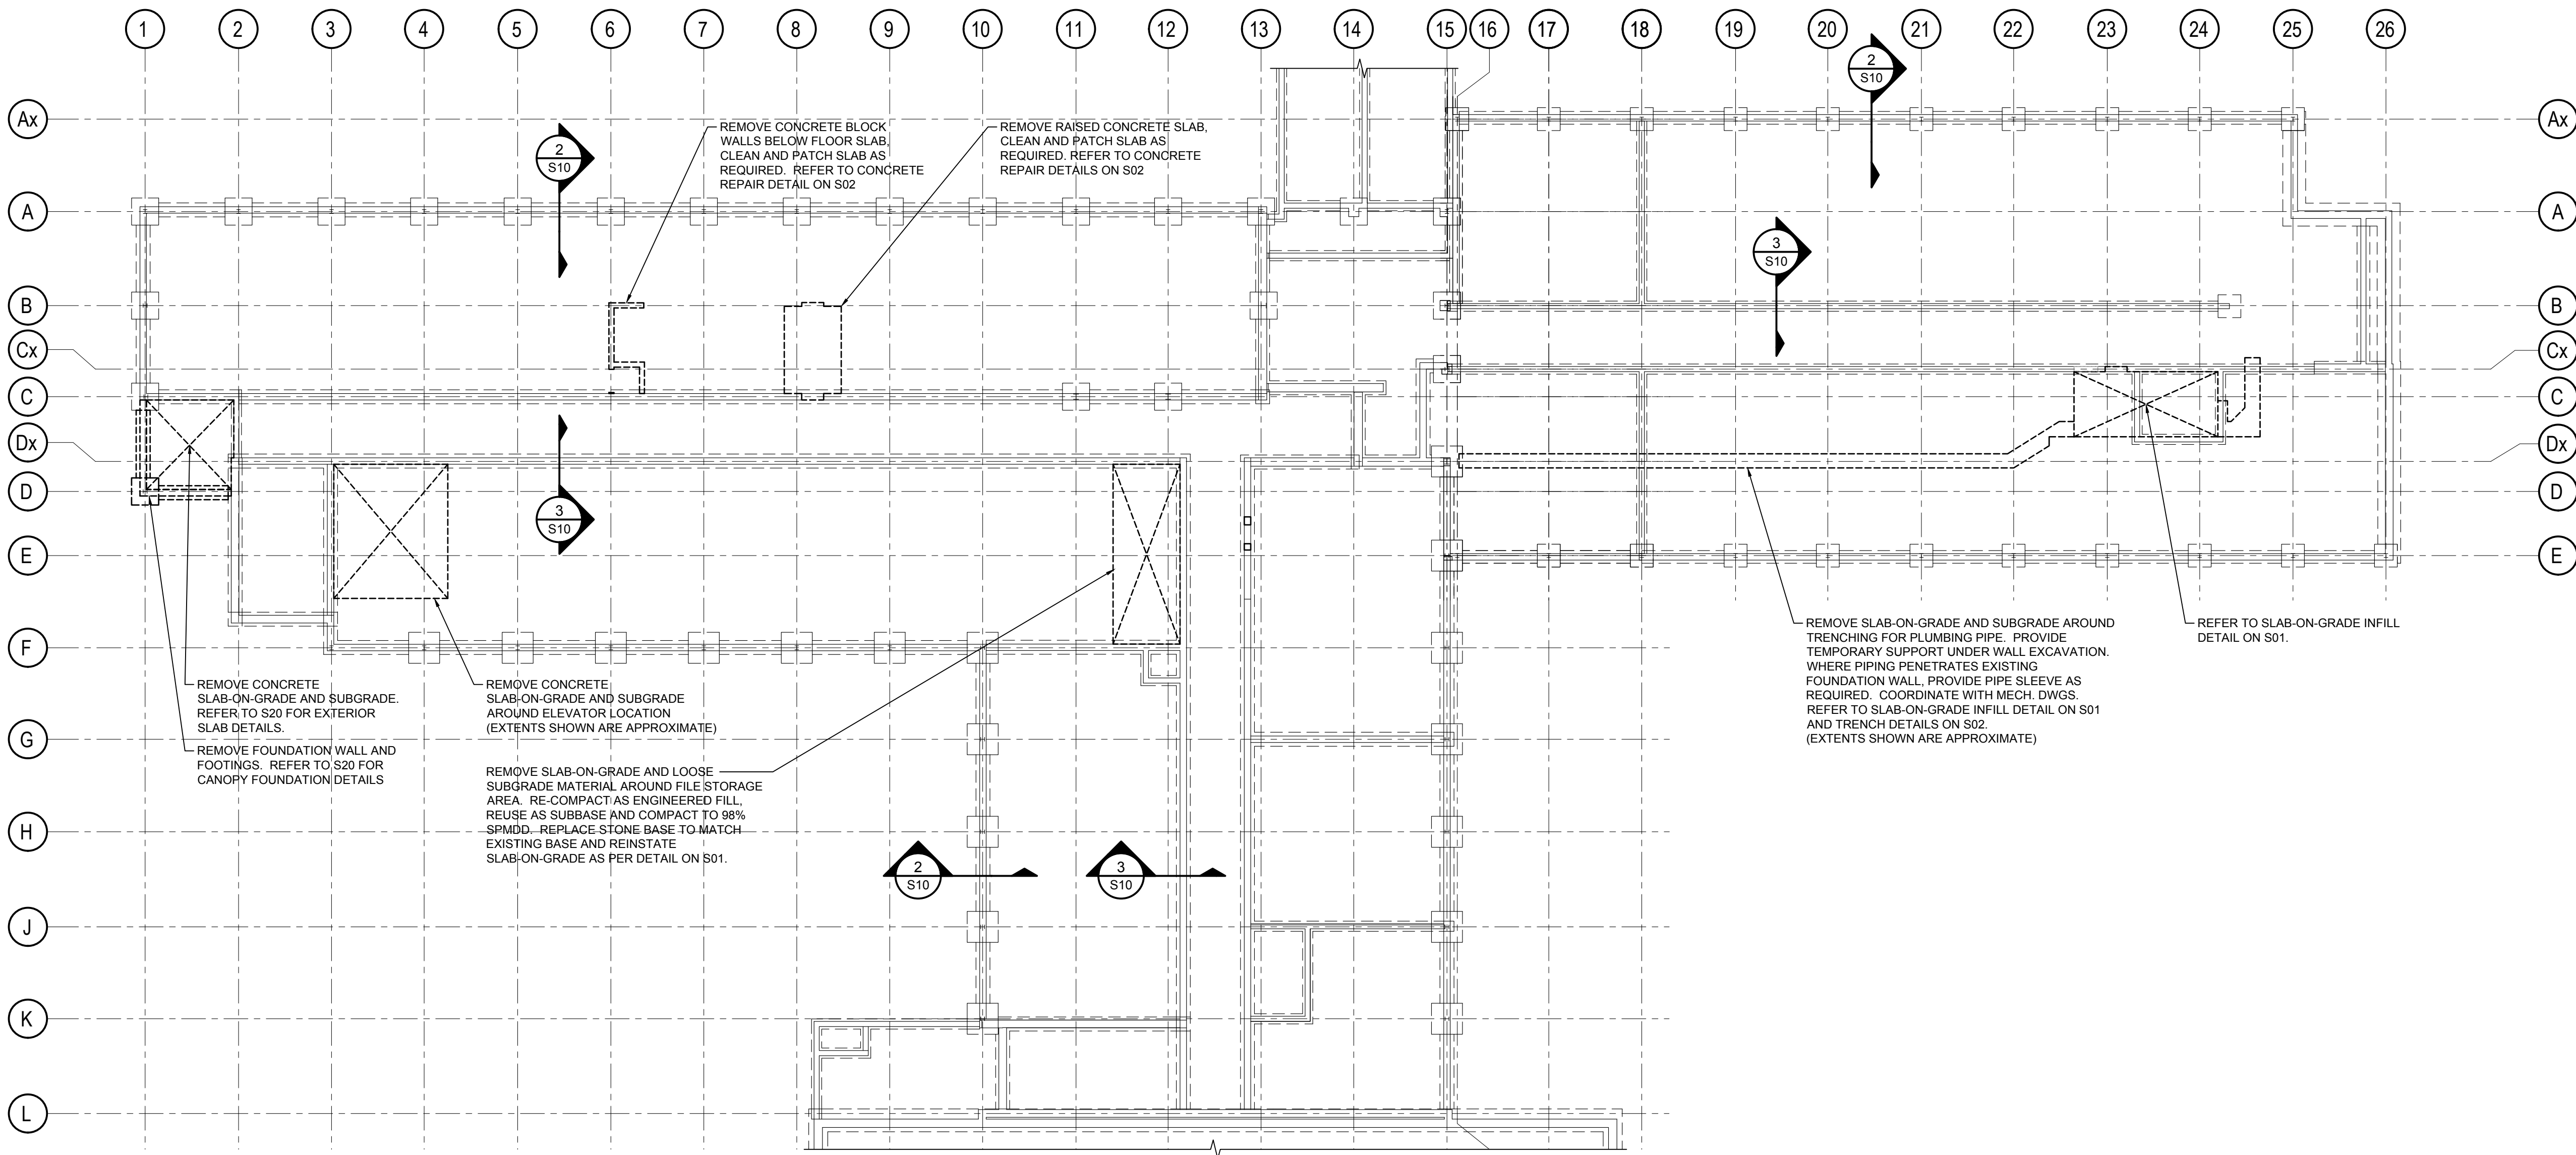 1 2 3 4 5 6 7 8 9 10 11 12 13 14 15 16 17 18 19 20 21 22 23 24 25 26
2
S10
Ax
Ax
REMOVE CONCRETE BLOCK
WALLS BELOW FLOOR SLAB,
CLEAN AND PATCH SLAB AS
REQUIRED. REFER TO CONCRETE
REPAIR DETAIL ON S02
REMOVE RAISED CONCRETE SLAB,
CLEAN AND PATCH SLAB AS
REQUIRED. REFER TO CONCRETE
REPAIR DETAILS ON S02
2
S10
A
A
3
S10
B
B
Cx
Cx
C
C
Dx
Dx
D
D
3
S10
E
E
F
REMOVE SLAB-ON-GRADE AND SUBGRADE AROUND
TRENCHING FOR PLUMBING PIPE. PROVIDE
TEMPORARY SUPPORT UNDER WALL EXCAVATION.
WHERE PIPING PENETRATES EXISTING
FOUNDATION WALL, PROVIDE PIPE SLEEVE AS
REQUIRED. COORDINATE WITH MECH. DWGS.
REFER TO SLAB-ON-GRADE INFILL DETAIL ON S01
AND TRENCH DETAILS ON S02.
(EXTENTS SHOWN ARE APPROXIMATE)
REFER TO SLAB-ON-GRADE INFILL
DETAIL ON S01.
REMOVE CONCRETE
SLAB-ON-GRADE AND SUBGRADE.
REFER TO S20 FOR EXTERIOR
SLAB DETAILS.
REMOVE FOUNDATION WALL AND
FOOTINGS. REFER TO S20 FOR
CANOPY FOUNDATION DETAILS
REMOVE CONCRETE
SLAB-ON-GRADE AND SUBGRADE
AROUND ELEVATOR LOCATION
(EXTENTS SHOWN ARE APPROXIMATE)
G
REMOVE SLAB-ON-GRADE AND LOOSE
SUBGRADE MATERIAL AROUND FILE STORAGE
AREA. RE-COMPACT AS ENGINEERED FILL,
REUSE AS SUBBASE AND COMPACT TO 98%
SPMDD. REPLACE STONE BASE TO MATCH
EXISTING BASE AND REINSTATE
SLAB-ON-GRADE AS PER DETAIL ON S01.
H
2
S10
3
S10
J
K
L